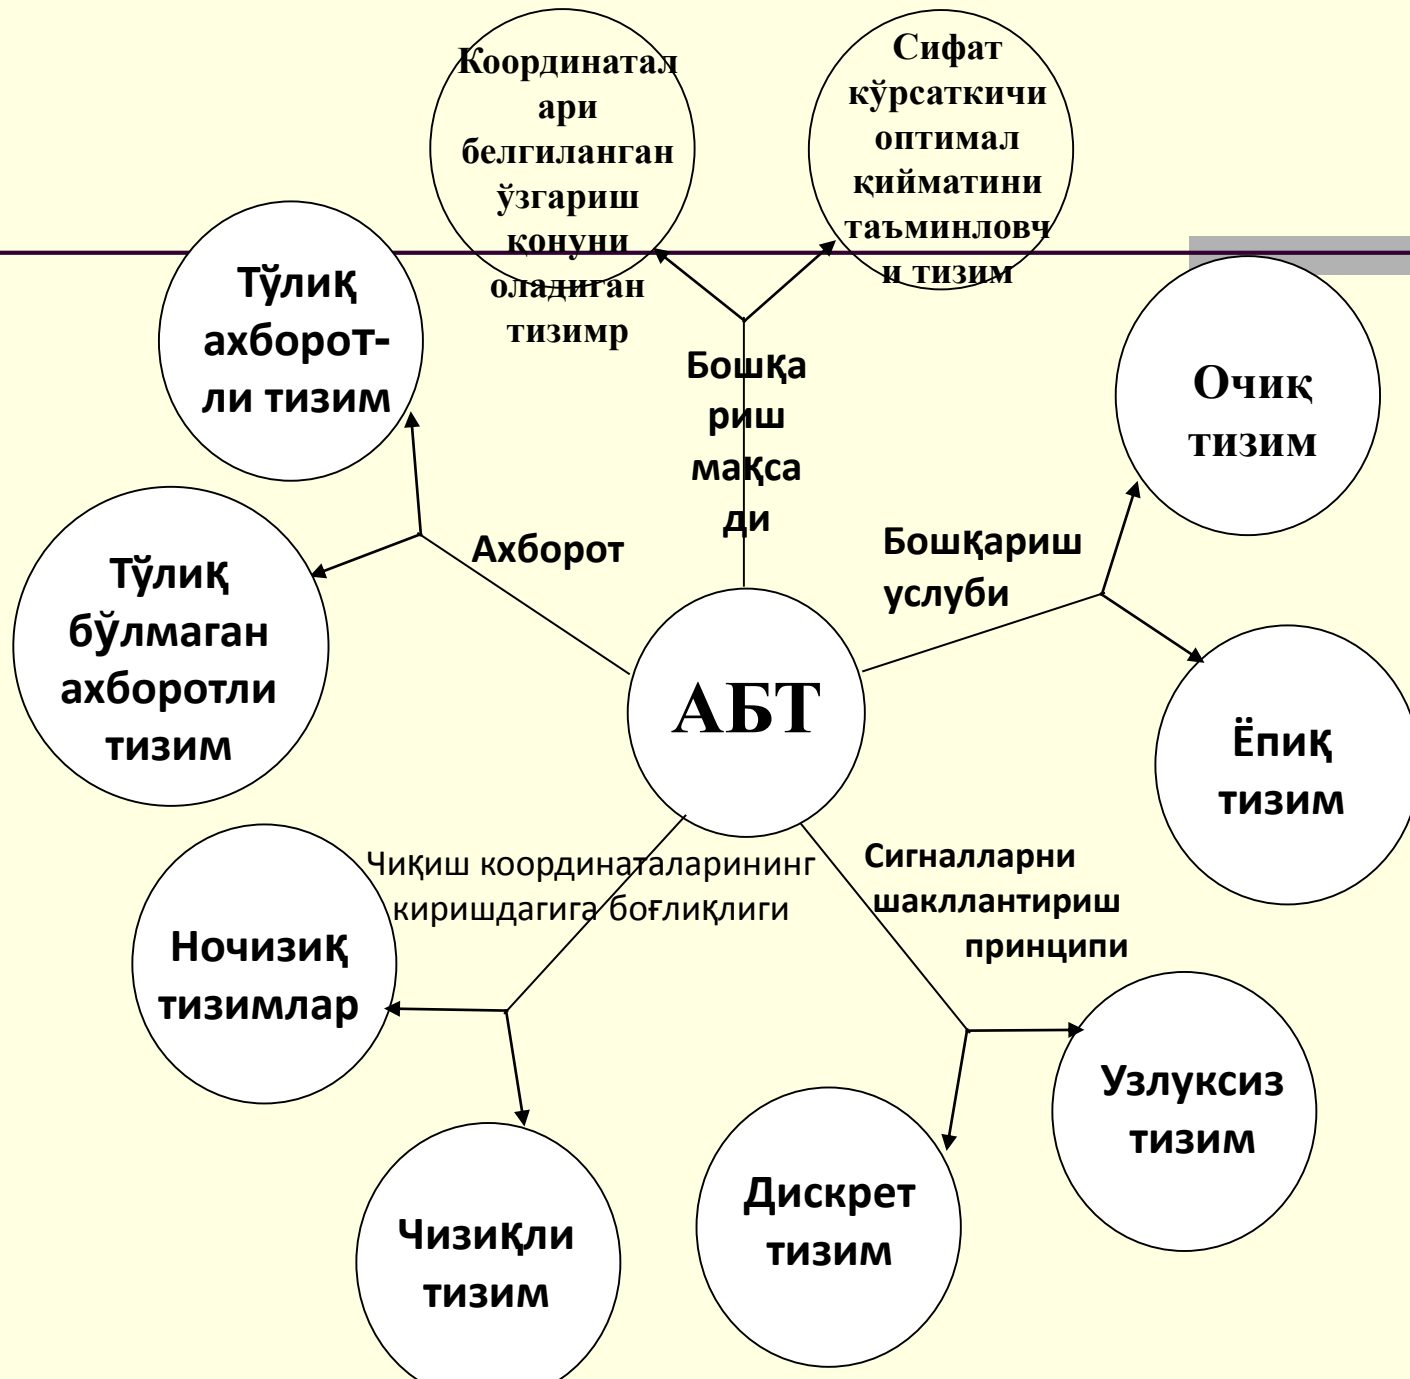 Координатал
ари
белгиланган
ўзгариш
қонуни
оладиган
тизимр
Сифат
кўрсаткичи
оптимал
қийматини
таъминловч
и тизим
Тўлиқ
ахборот-
ли тизим
Бошқа
риш
мақса
ди
Очиқ
тизим
Ахборот
Бошқариш
услуби
Тўлиқ
бўлмаган
ахборотли
тизим
АБТ
Ёпиқ
тизим
Чиқиш координаталарининг
киришдагига боғлиқлиги
Сигналларни
шакллантириш
принципи
Ночизиқ
тизимлар
Узлуксиз
тизим
Дискрет
тизим
Чизиқли
тизим